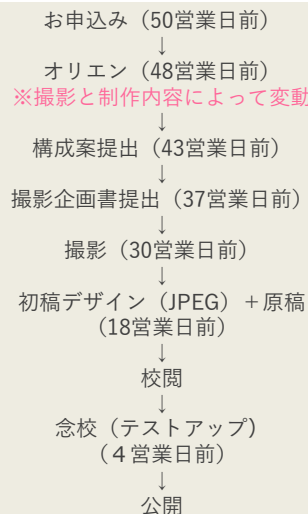 お申込み（50営業日前）
↓
オリエン（48営業日前）
※撮影と制作内容によって変動
↓
構成案提出（43営業日前）
↓
撮影企画書提出（37営業日前）
↓
撮影（30営業日前）
↓
初稿デザイン（JPEG）＋原稿
（18営業日前）
↓
校閲
↓
念校（テストアップ）
（４営業日前）
↓
公開